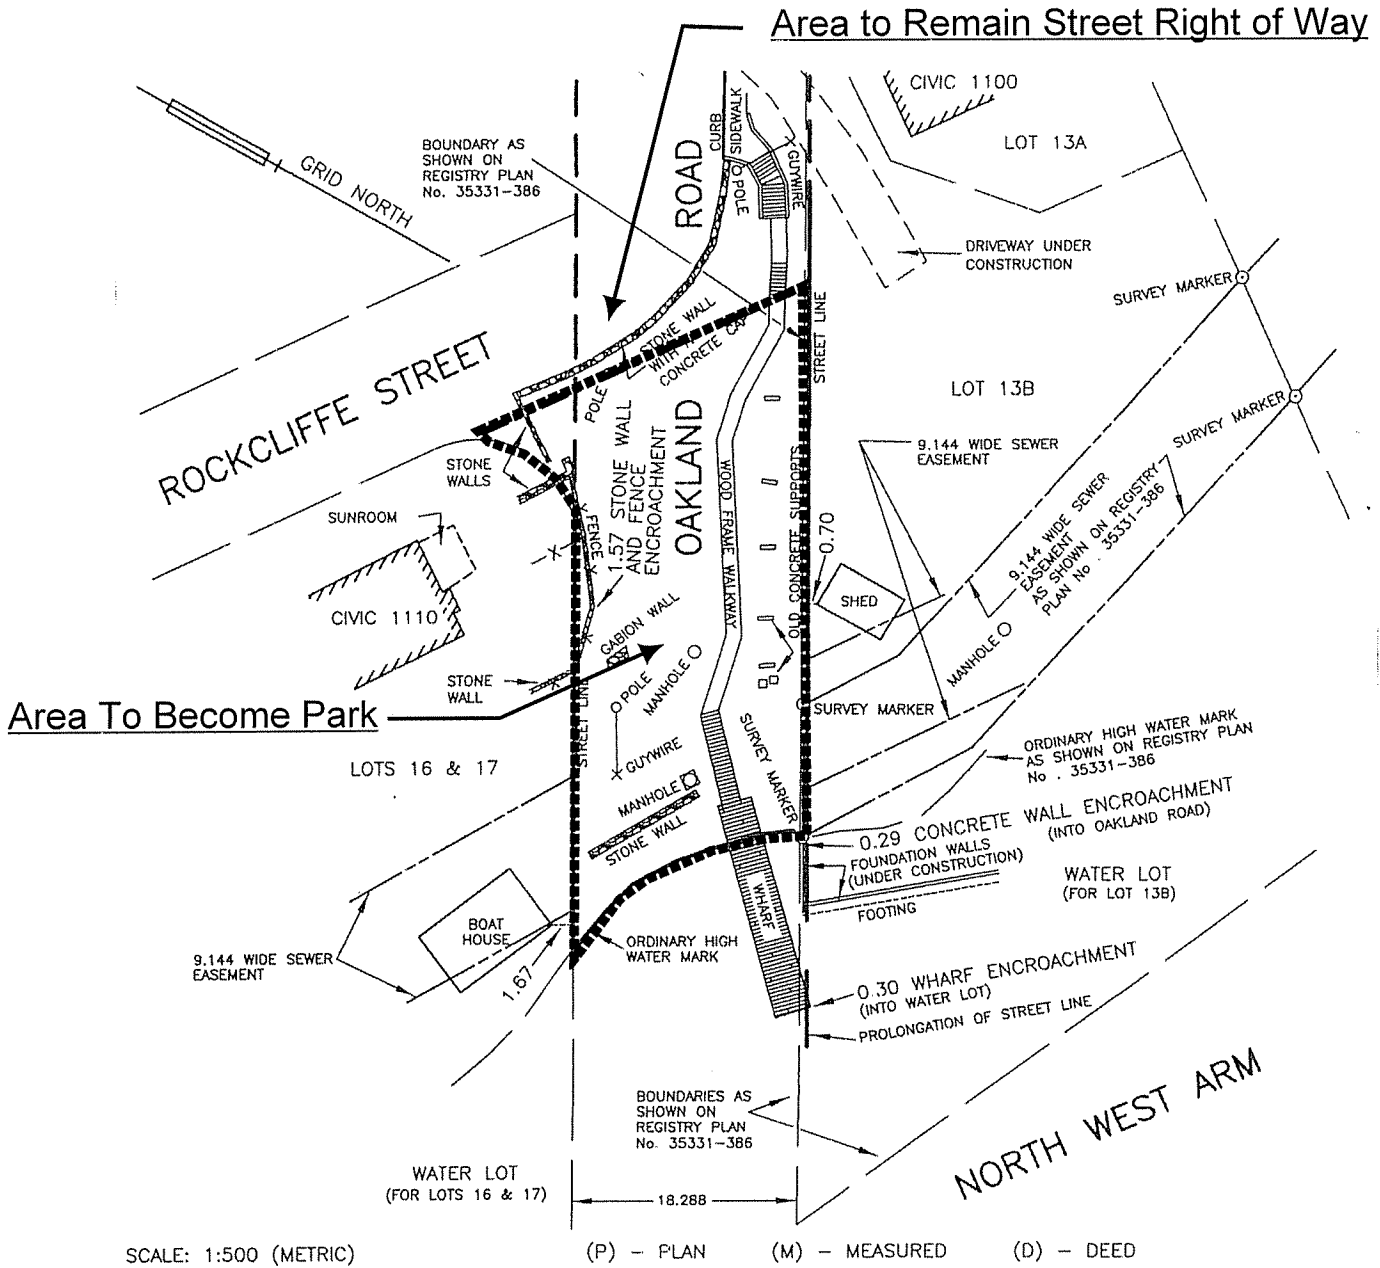 Area to Remain Street Right of Way
CIVIC 1100
LOT 13A
CURB
SIDEWALK
POLE
GUYWIRE
BOUNDARY AS
SHOWN ON
REGISTRY PLAN
No. 35331-386
GRID NORTH
ROAD
DRIVEWAY UNDER
CONSTRUCTION
SURVEY MARKER
STREET LINE
STONE WALL
CONCRETE
ROCKCLIFFE STREET
POLE
LOT 13B
SURVEY MARKER
9.144 WIDE SEWER
EASEMENT
STONE
WALLS
1.57 STONE WALL
AND FENCE
ENCROACHMENT
OAKLAND
WOOD FRAME WALKWAY
OLD CONCRETE SUPPORTS
0.70
9.144 WIDE SEWER
EASEMENT
AS SHOWN ON REGISTRY
PLAN No . 35331-386
SUNROOM
FENCE
CIVIC 1110
SHED
GABION WALL
MANHOLE
MANHOLE
STONE
WALL
POLE
Area To Become Park
STREET LINE
SURVEY MARKER
SURVEY MARKER
LOTS 16 & 17
GUYWIRE
ORDINARY HIGH WATER MARK
AS SHOWN ON REGISTRY PLAN
No . 35331-386
MANHOLE
STONE WALL
0.29 CONCRETE WALL ENCROACHMENT
(INTO OAKLAND ROAD)
FOUNDATION WALLS
(UNDER CONSTRUCTION)
WATER LOT
(FOR LOT 13B)
FOOTING
WHARF
BOAT
HOUSE
ORDINARY HIGH
WATER MARK
9.144 WIDE SEWER
EASEMENT
1.67
0.30 WHARF ENCROACHMENT
(INTO WATER LOT)
PROLONGATION OF STREET LINE
BOUNDARIES AS
SHOWN ON
REGISTRY PLAN
No. 35331-386
NORTH WEST ARM
WATER LOT
(FOR LOTS 16 & 17)
18.288
SCALE: 1:500 (METRIC)
(P) - PLAN
(M) - MEASURED
(D) - DEED